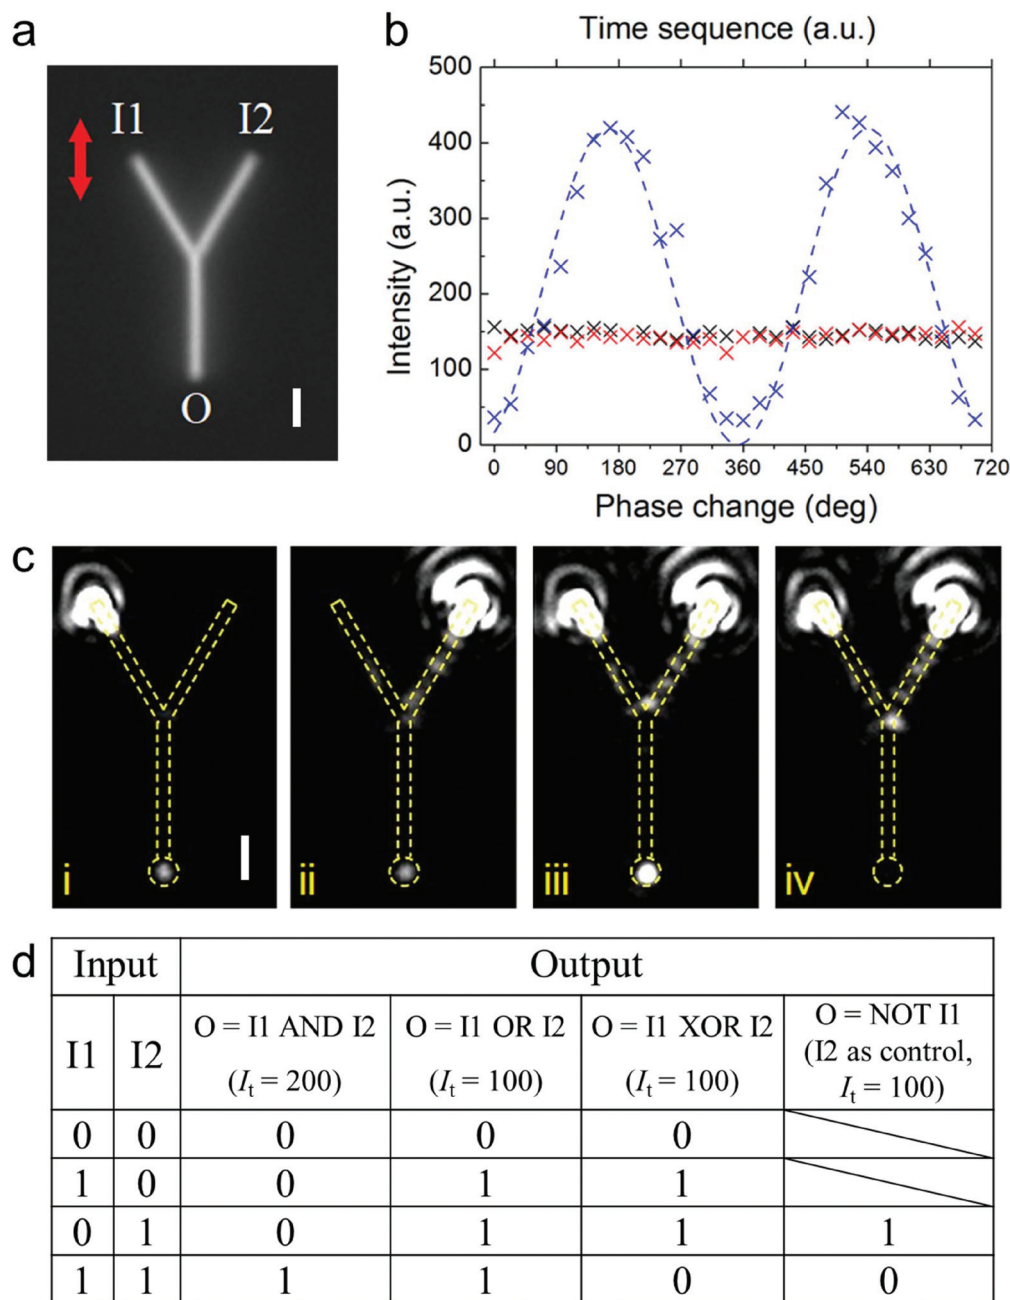 a
I1 I2
O
b
Time sequence (a.u.)
500
400
300
200
100
0
Intensity (a.u.)
0 90 180 270 360 450 540 630 720
Phase change (deg)
c
i ii iii iv
d
Input Output
I1 I2 O = I1 AND I2 (It = 200) O = I1 OR I2 (It = 100) O = I1 XOR I2 (It = 100) O = NOT I1 (I2 as control, It = 100)
0 0 0 0 0
1 0 0 1 1
0 1 0 1 1 1
1 1 1 1 0 0